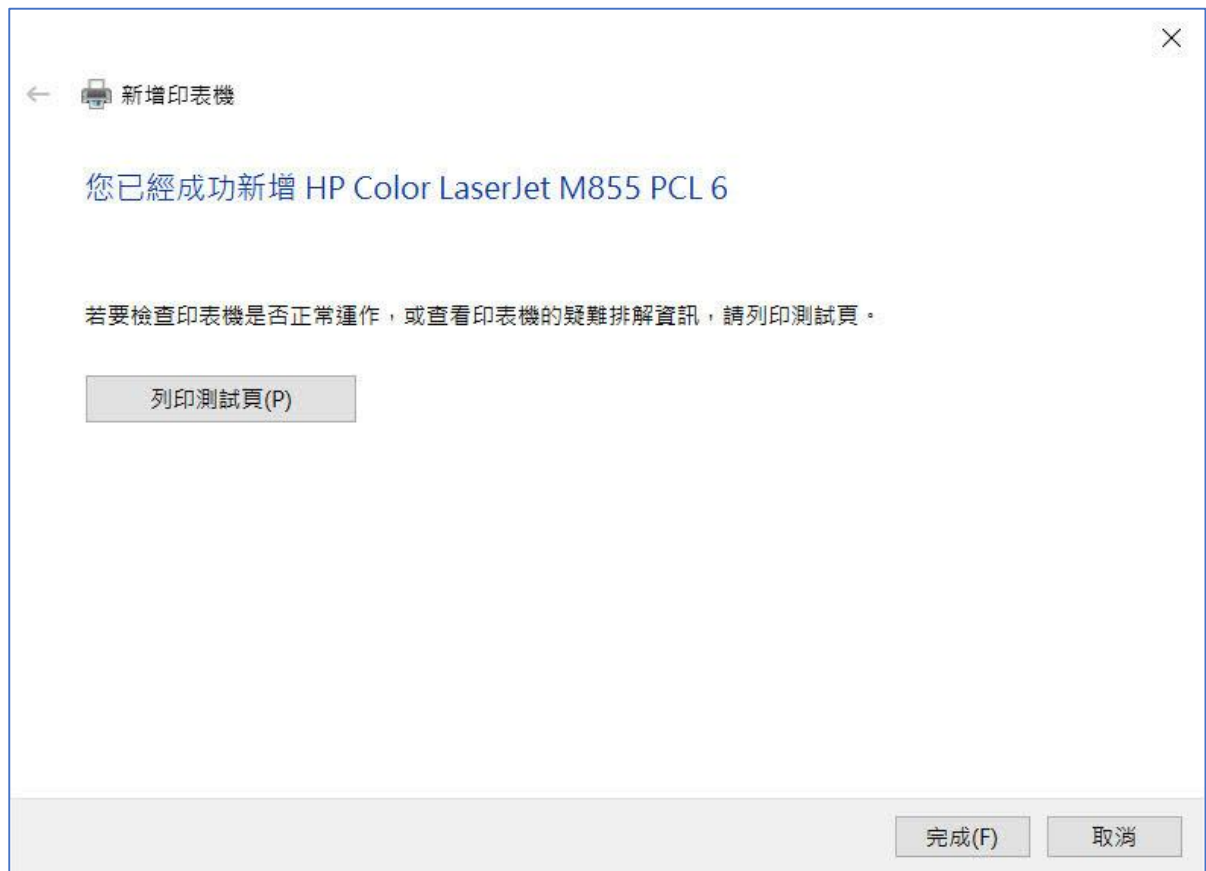 新增印表機
您已經成功新增 HP Color LaserJet M855 PCL 6
若要檢查印表機是否正常運作，或查看印表機的疑難排解資訊，請列印測試頁。
列印測試頁(P)
完成(F)
取消